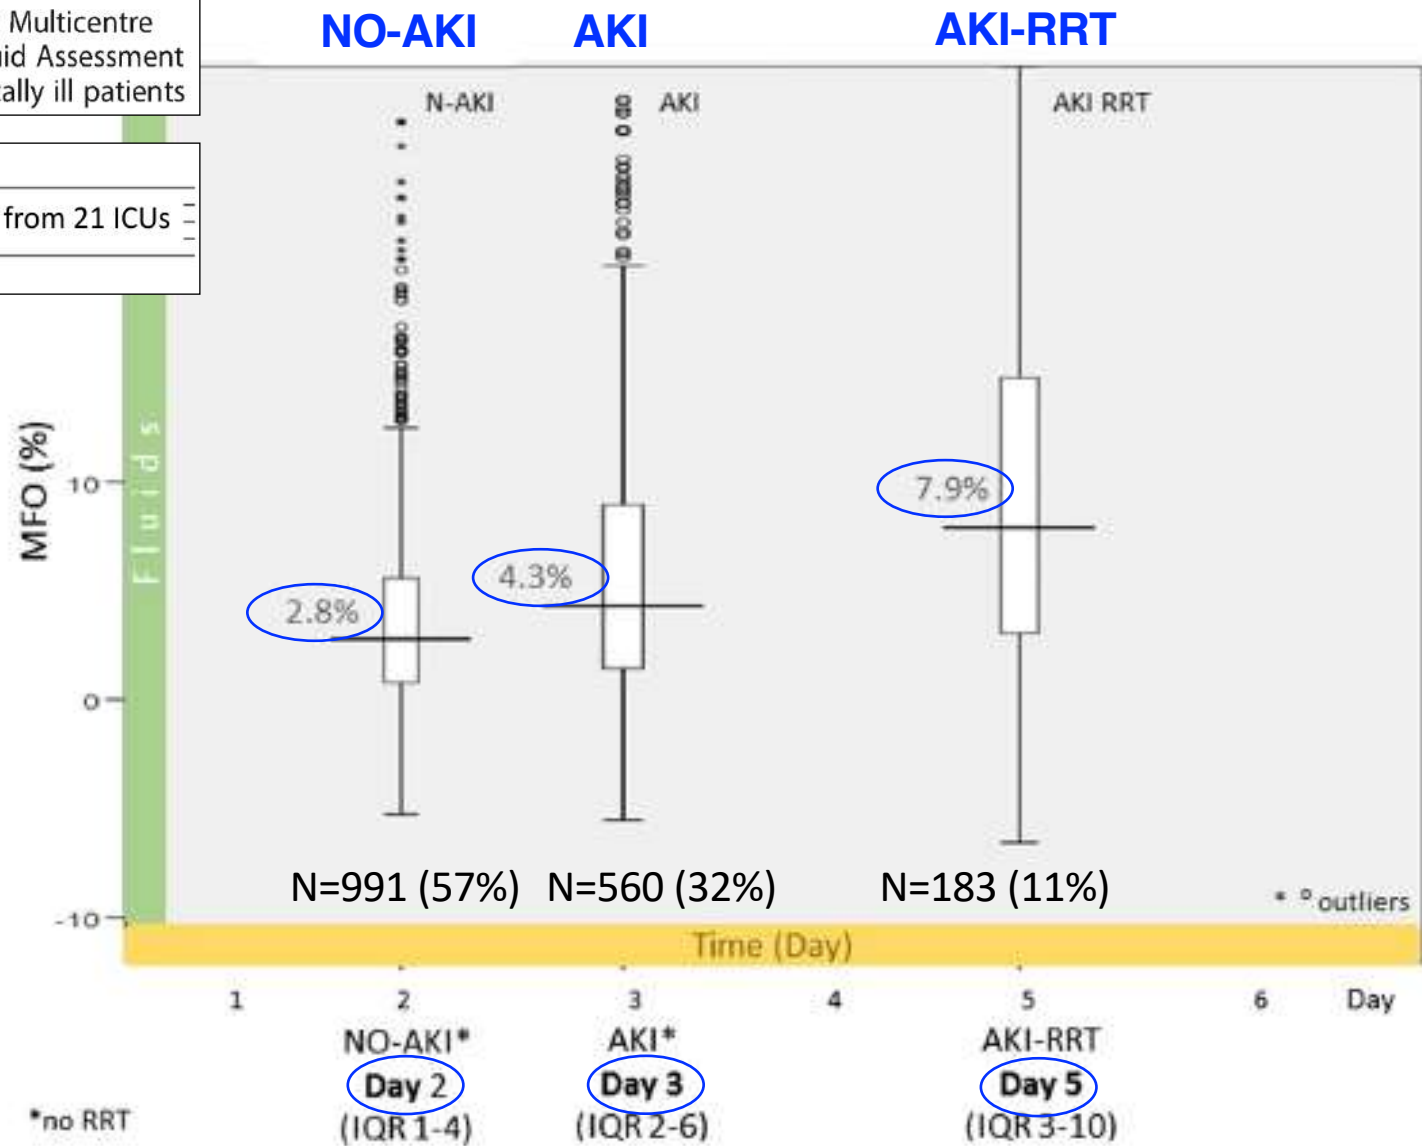 Multicentre
uid Assessment
cally ill patients
from 21 ICUs
NO-AKI AKI AKI-RRT
N-AKI AKI AKI RRT
MFO (%)
Fluids
10
0
-10
2.8%
4.3%
7.9%
N=991 (57%) N=560 (32%) N=183 (11%)
* ° outliers
Time (Day)
1 2 3 4 5 6 Day
NO-AKI* AKI* AKI-RRT
Day 2 Day 3 Day 5
(IQR 1-4) (IQR 2-6) (IQR 3-10)
*no RRT